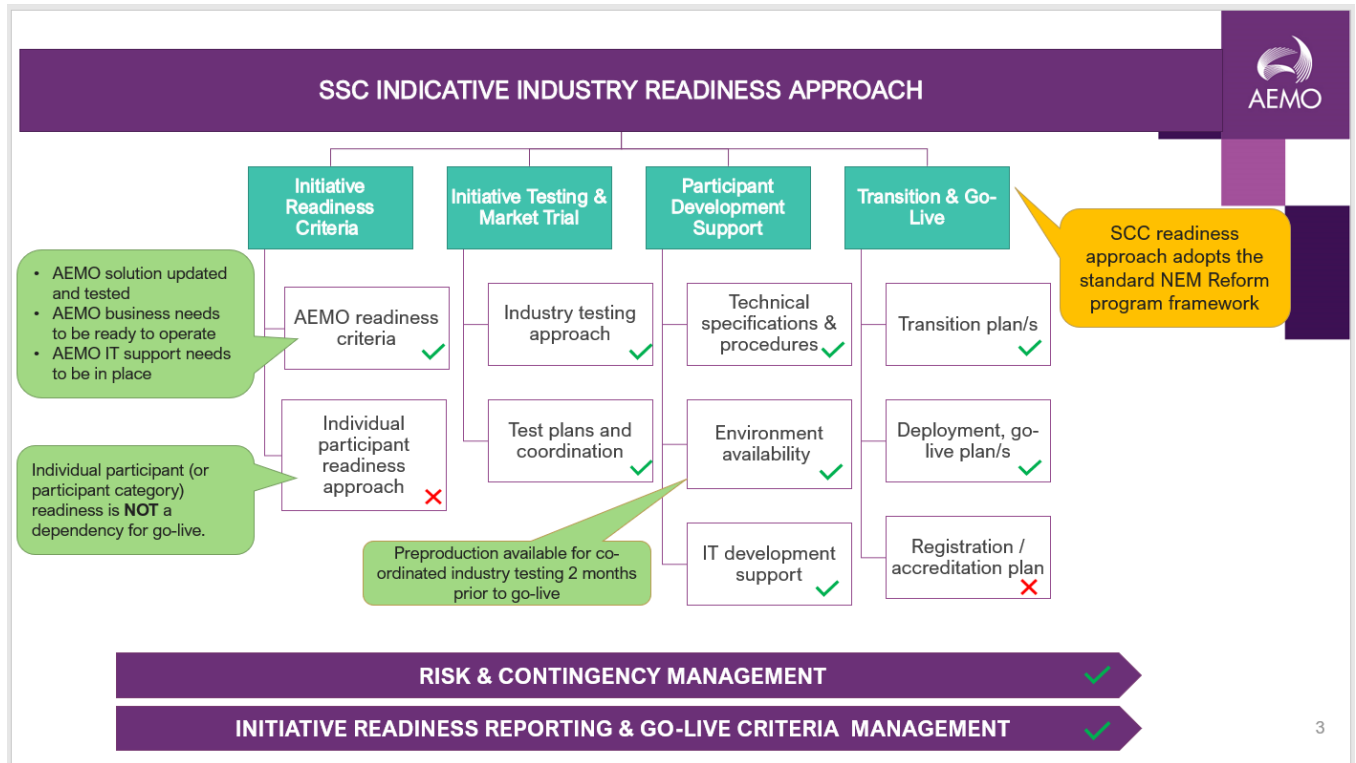 SSC INDICATIVE INDUSTRY READINESS APPROACH
AEMO
Initiative
Readiness
Criteria
Initiative Testing &
Market Trial
Participant
Development
Support
Transition & Go-
Live
SCC readiness
approach adopts the
standard NEM Reform
program framework
• AEMO solution updated
and tested
• AEMO business needs
to be ready to operate
• AEMO IT support needs
to be in place
AEMO readiness
criteria
Industry testing
approach
Technical
specifications &
procedures
Transition plan/s
Individual participant (or
participant category)
readiness is NOT a
dependency for go-live.
Individual
participant
readiness
approach
Test plans and
coordination
Environment
availability
Deployment, go-
live plan/s
Preproduction available for co-
ordinated industry testing 2 months
prior to go-live
IT development
support
Registration /
accreditation plan
RISK & CONTINGENCY MANAGEMENT
INITIATIVE READINESS REPORTING & GO-LIVE CRITERIA  MANAGEMENT
3